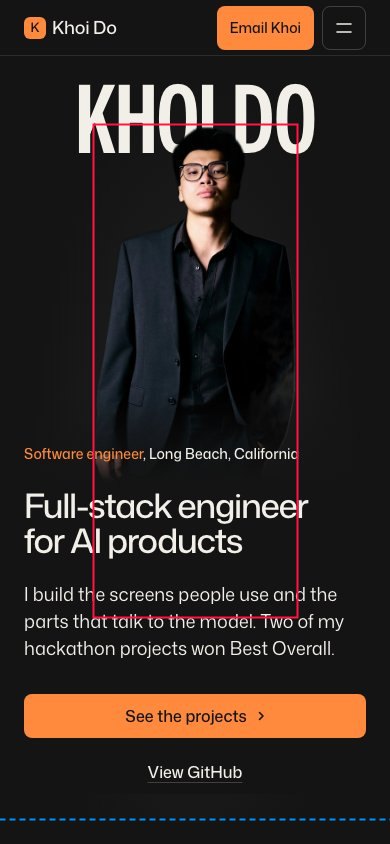 K Khoi Do
Email Khoi
KHOI DO
Software engineer, Long Beach, California
Full-stack engineer
for AI products
I build the screens people use and the
parts that talk to the model. Two of my
hackathon projects won Best Overall.
See the projects
View GitHub